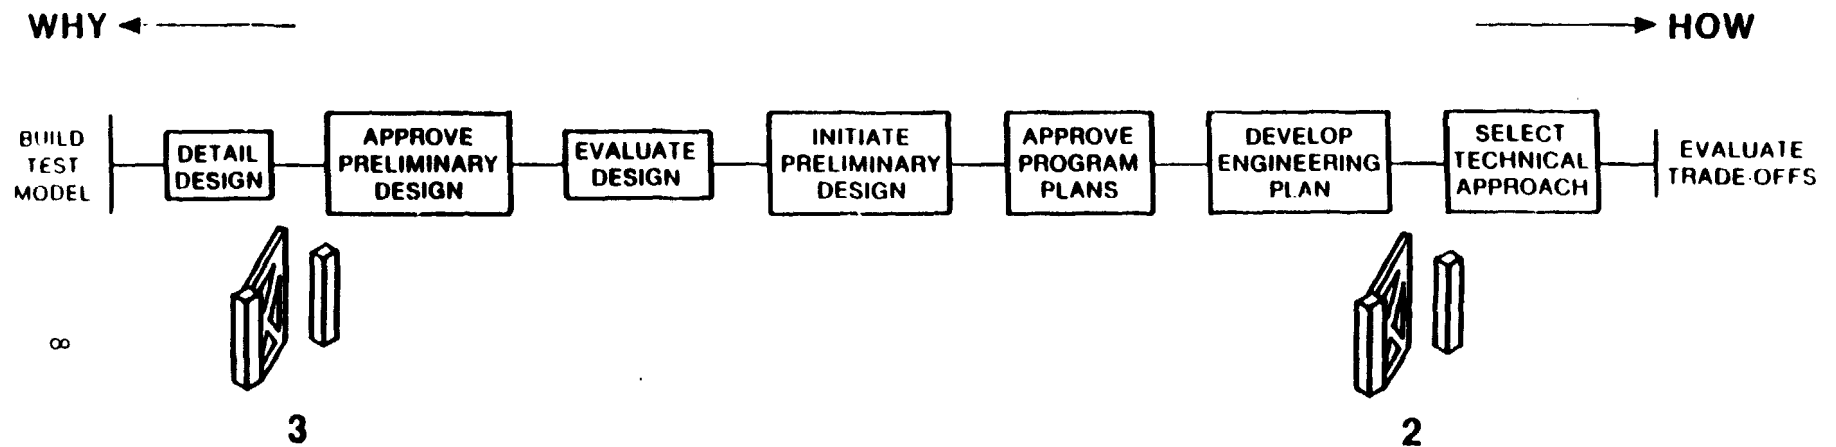 WHY
HOW
BUILD
TEST
MODEL
DETAIL
DESIGN
APPROVE
PRELIMINARY
DESIGN
EVALUATE
DESIGN
INITIATE
PRELIMINARY
DESIGN
APPROVE
PROGRAM
PLANS
DEVELOP
ENGINEERING
PLAN
SELECT
TECHNICAL
APPROACH
EVALUATE
TRADE-OFFS
∞
3
2